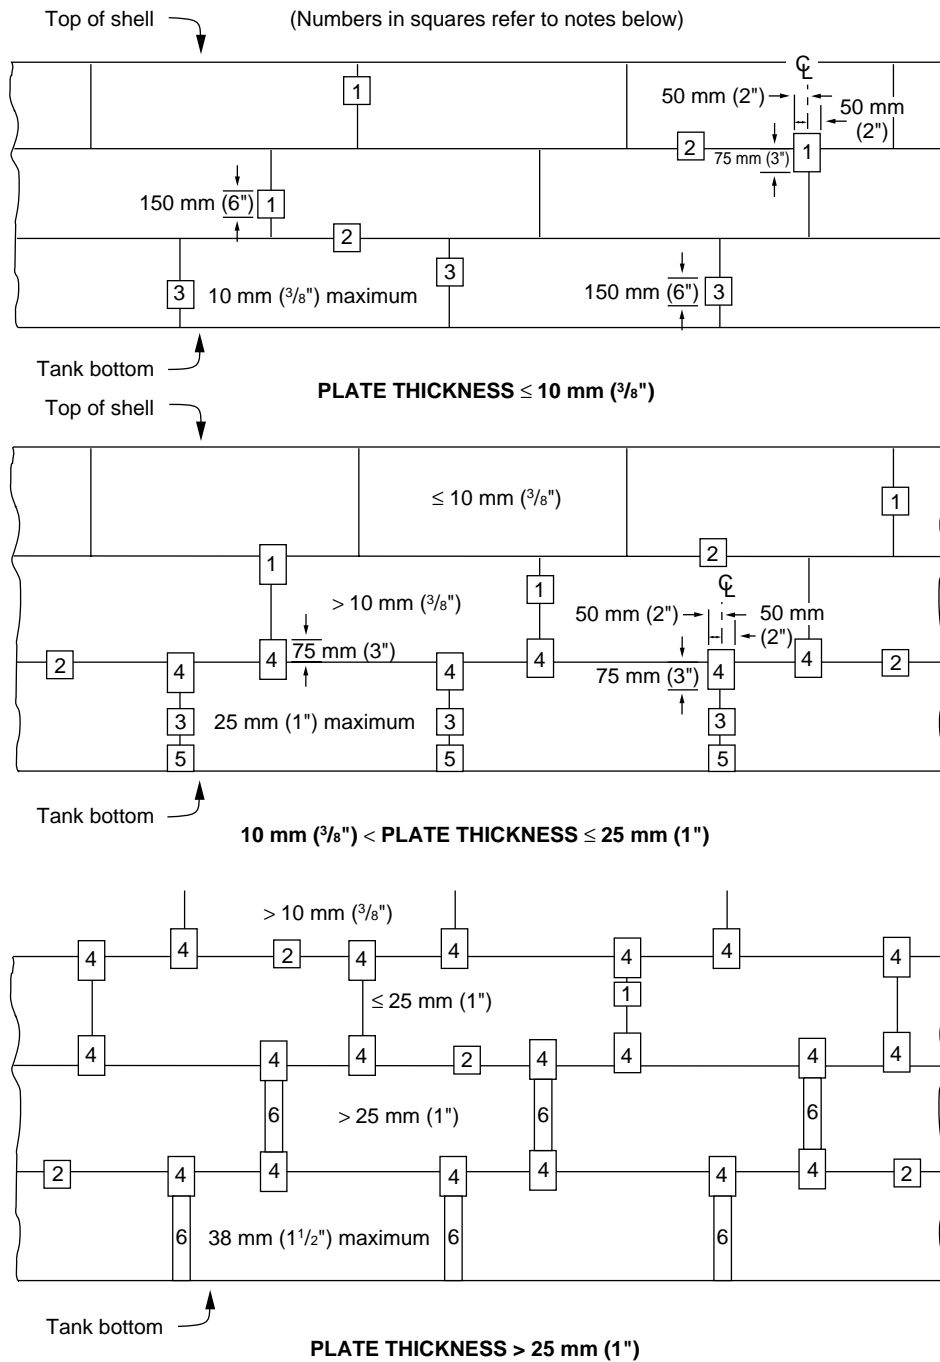 Top of shell
(Numbers in squares refer to notes below)
℄
1
50 mm (2")
50 mm
(2")
2
75 mm (3")
1
150 mm (6")
1
2
3
10 mm (3/8") maximum
3
150 mm (6")
3
Tank bottom
PLATE THICKNESS ≤ 10 mm (3/8")
Top of shell
≤ 10 mm (3/8")
1
1
2
1
> 10 mm (3/8")
℄
50 mm (2")
50 mm
(2")
2
4
4
75 mm (3")
4
4
75 mm (3")
4
4
2
3
25 mm (1") maximum
3
3
5
5
5
Tank bottom
10 mm (3/8") < PLATE THICKNESS ≤ 25 mm (1")
> 10 mm (3/8")
4
4
2
4
4
4
4
4
≤ 25 mm (1")
1
4
4
4
2
4
4
4
4
6
> 25 mm (1")
6
6
2
4
4
4
4
4
4
2
6
38 mm (1 1/2") maximum
6
6
Tank bottom
PLATE THICKNESS > 25 mm (1")